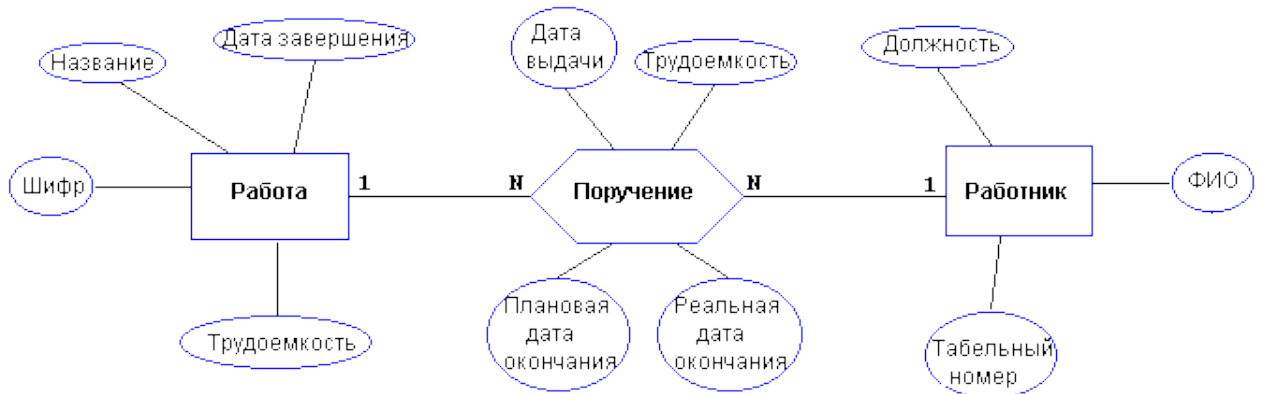 Название
Дата завершения
Дата
выдачи
Трудоемкость
Должность
Шифр
Работа
1
N
Поручение
N
1
Работник
ФИО
Трудоемкость
Плановая
дата
окончания
Реальная
дата
окончания
Табельный
номер